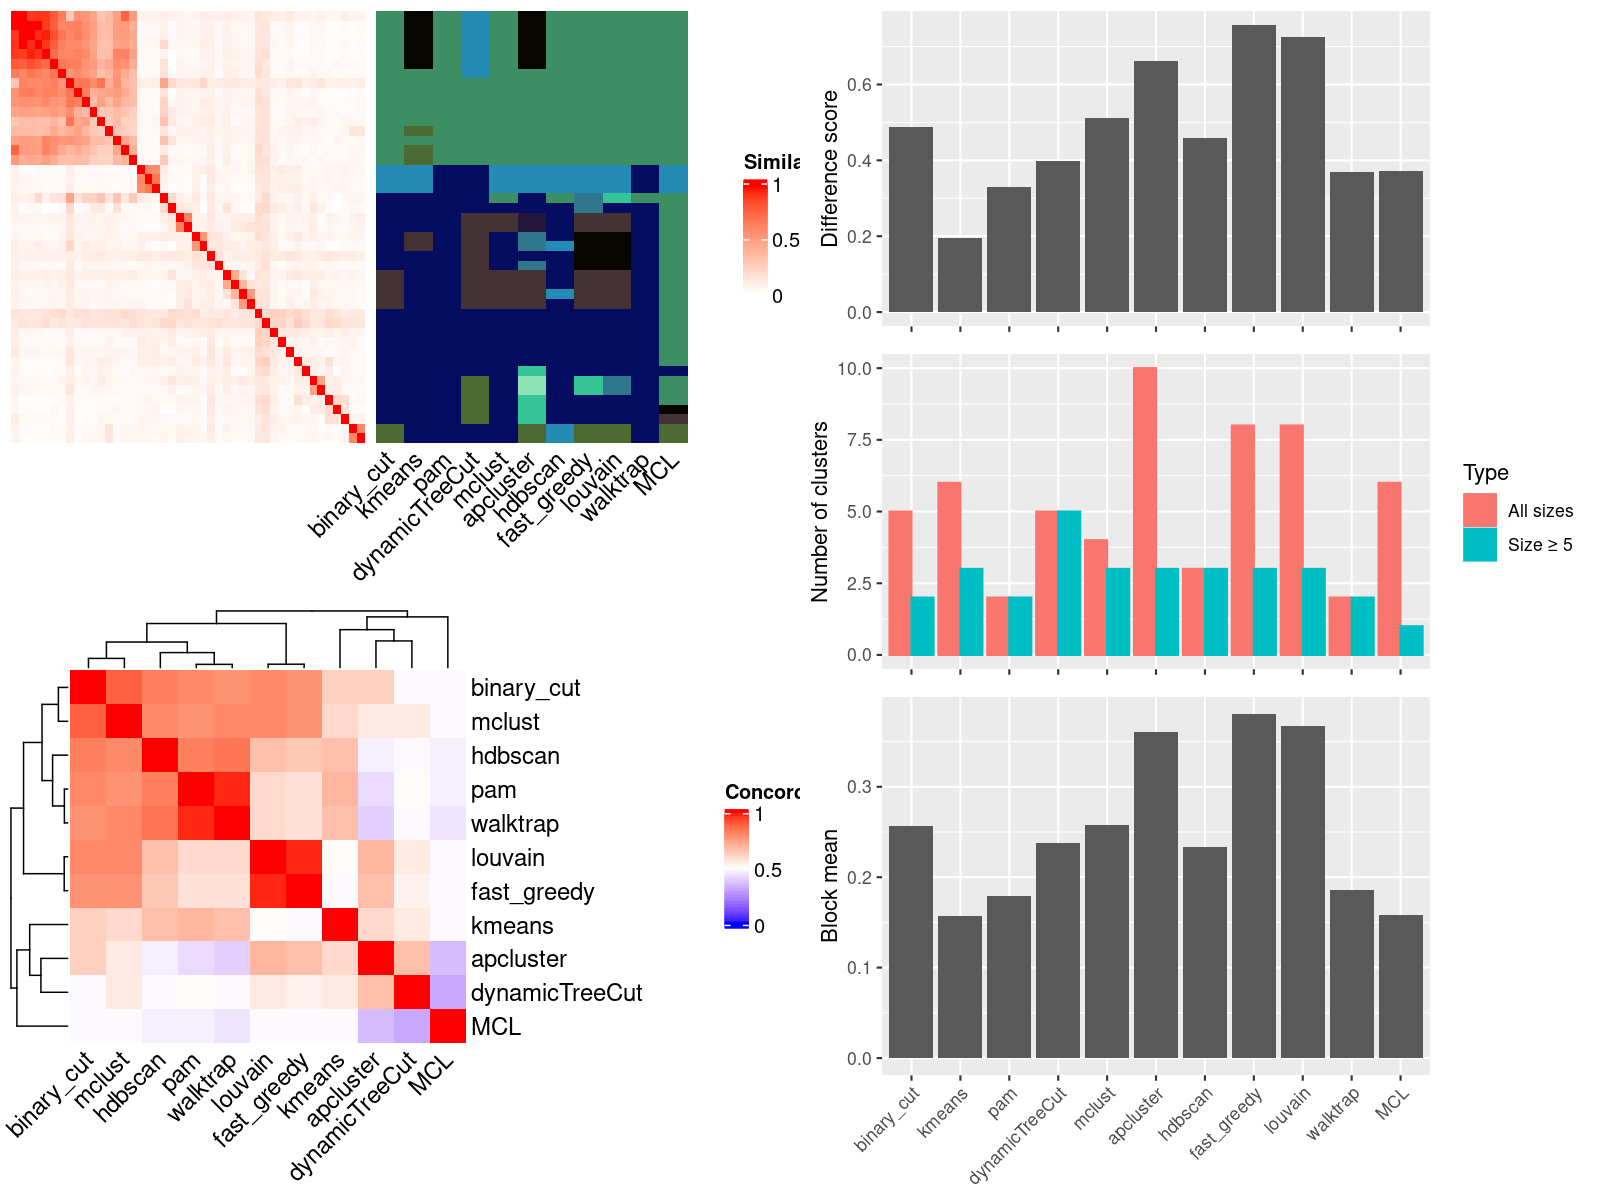 Simila
1
0.5
0
binary_cut
kmeans
pam
dynamicTreeCut
mclust
apcluster
hdbscan
fast_greedy
louvain
walktrap
MCL
Concord
1
0.5
0
binary_cut
mclust
hdbscan
pam
walktrap
louvain
fast_greedy
kmeans
apcluster
dynamicTreeCut
MCL
binary_cut
mclust
hdbscan
pam
walktrap
louvain
fast_greedy
kmeans
apcluster
dynamicTreeCut
MCL
Difference score
0.6
0.4
0.2
0.0
Number of clusters
10.0
7.5
5.0
2.5
0.0
Type
All sizes
Size ≥ 5
Block mean
0.3
0.2
0.1
0.0
binary_cut
kmeans
pam
dynamicTreeCut
mclust
apcluster
hdbscan
fast_greedy
louvain
walktrap
MCL